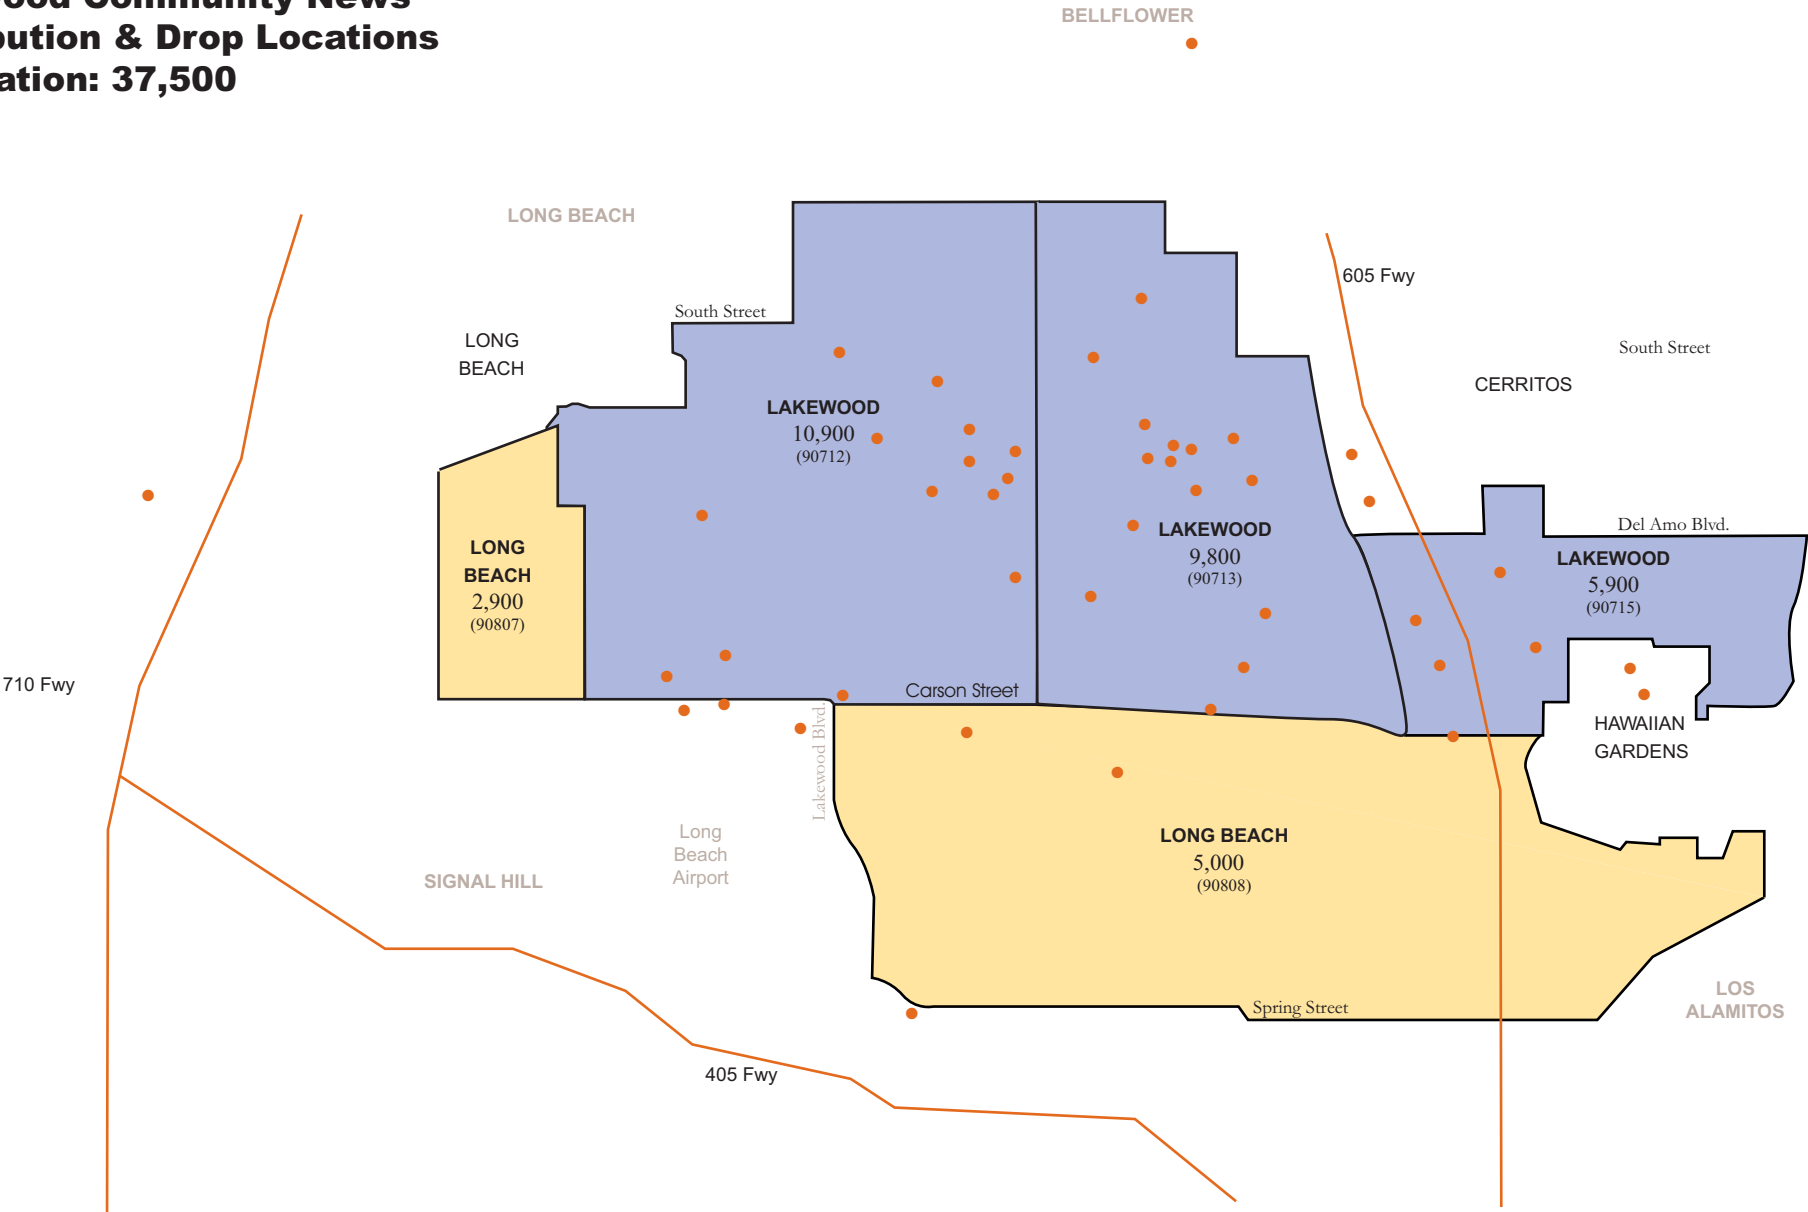 Community News
& Drop Locations
37,500
BELLFLOWER
LONG BEACH
605 Fwy
South Street
LONG
BEACH
South Street
CERRITOS
LAKEWOOD
10,900
(90712)
LAKEWOOD
9,800
(90713)
Del Amo Blvd.
LAKEWOOD
5,900
(90715)
LONG
BEACH
2,900
(90807)
710 Fwy
Carson Street
Lakewood Blvd.
HAWAIIAN
GARDENS
Long
Beach
Airport
SIGNAL HILL
LONG BEACH
5,000
(90808)
LOS
ALAMITOS
Spring Street
405 Fwy